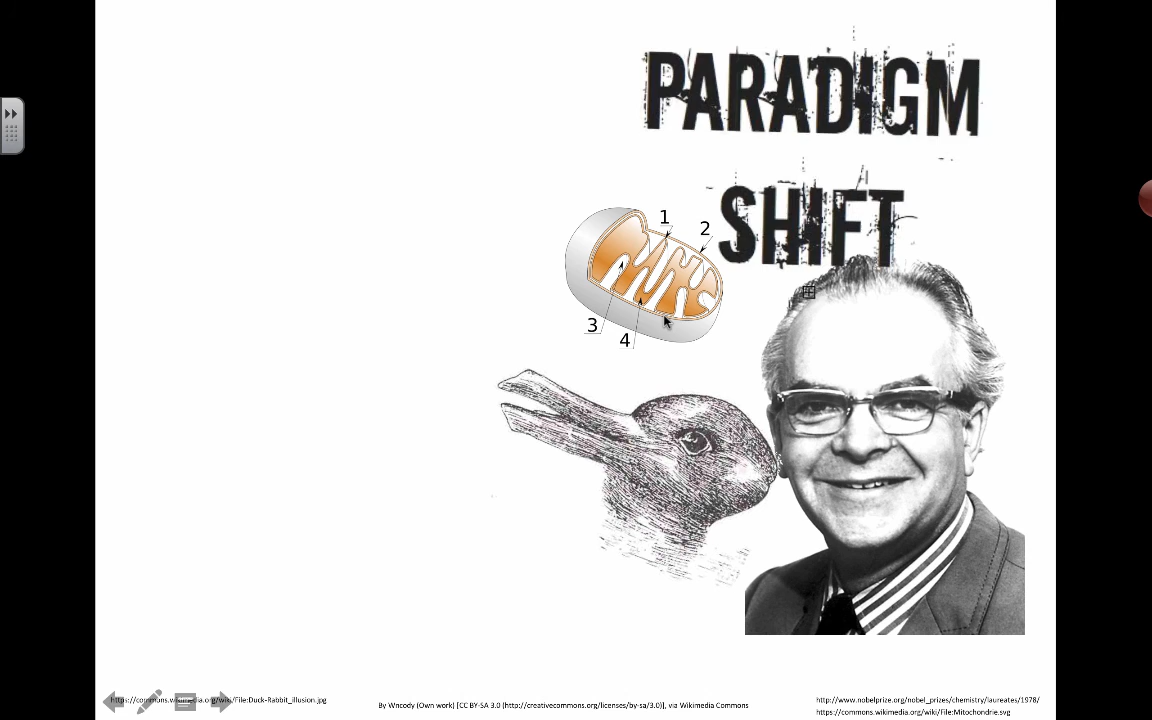 PARADIGM
SHIFT
1
2
3
4
https://commons.wikimedia.org/wiki/File:Duck-Rabbit_illusion.jpg
By Wncody (Own work) [CC BY-SA 3.0 (http://creativecommons.org/licenses/by-sa/3.0)], via Wikimedia Commons
http://www.nobelprize.org/nobel_prizes/chemistry/laureates/1978/
https://commons.wikimedia.org/wiki/File:Mitochondrie.svg